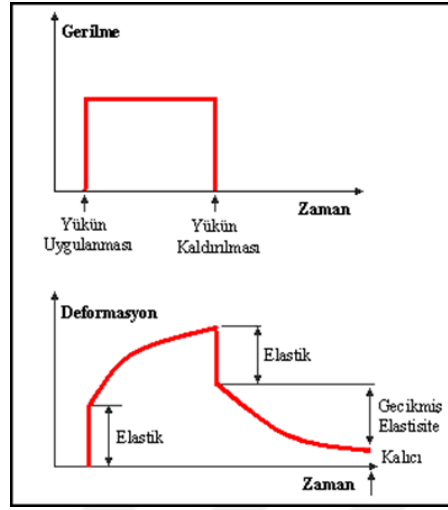 Gerilme
Zaman
Yükün
Uygulanması
Yükün
Kaldırılması
Deformasyon
Elastik
Elastik
Gecikmiş
Elastisite
Kalıcı
Zaman